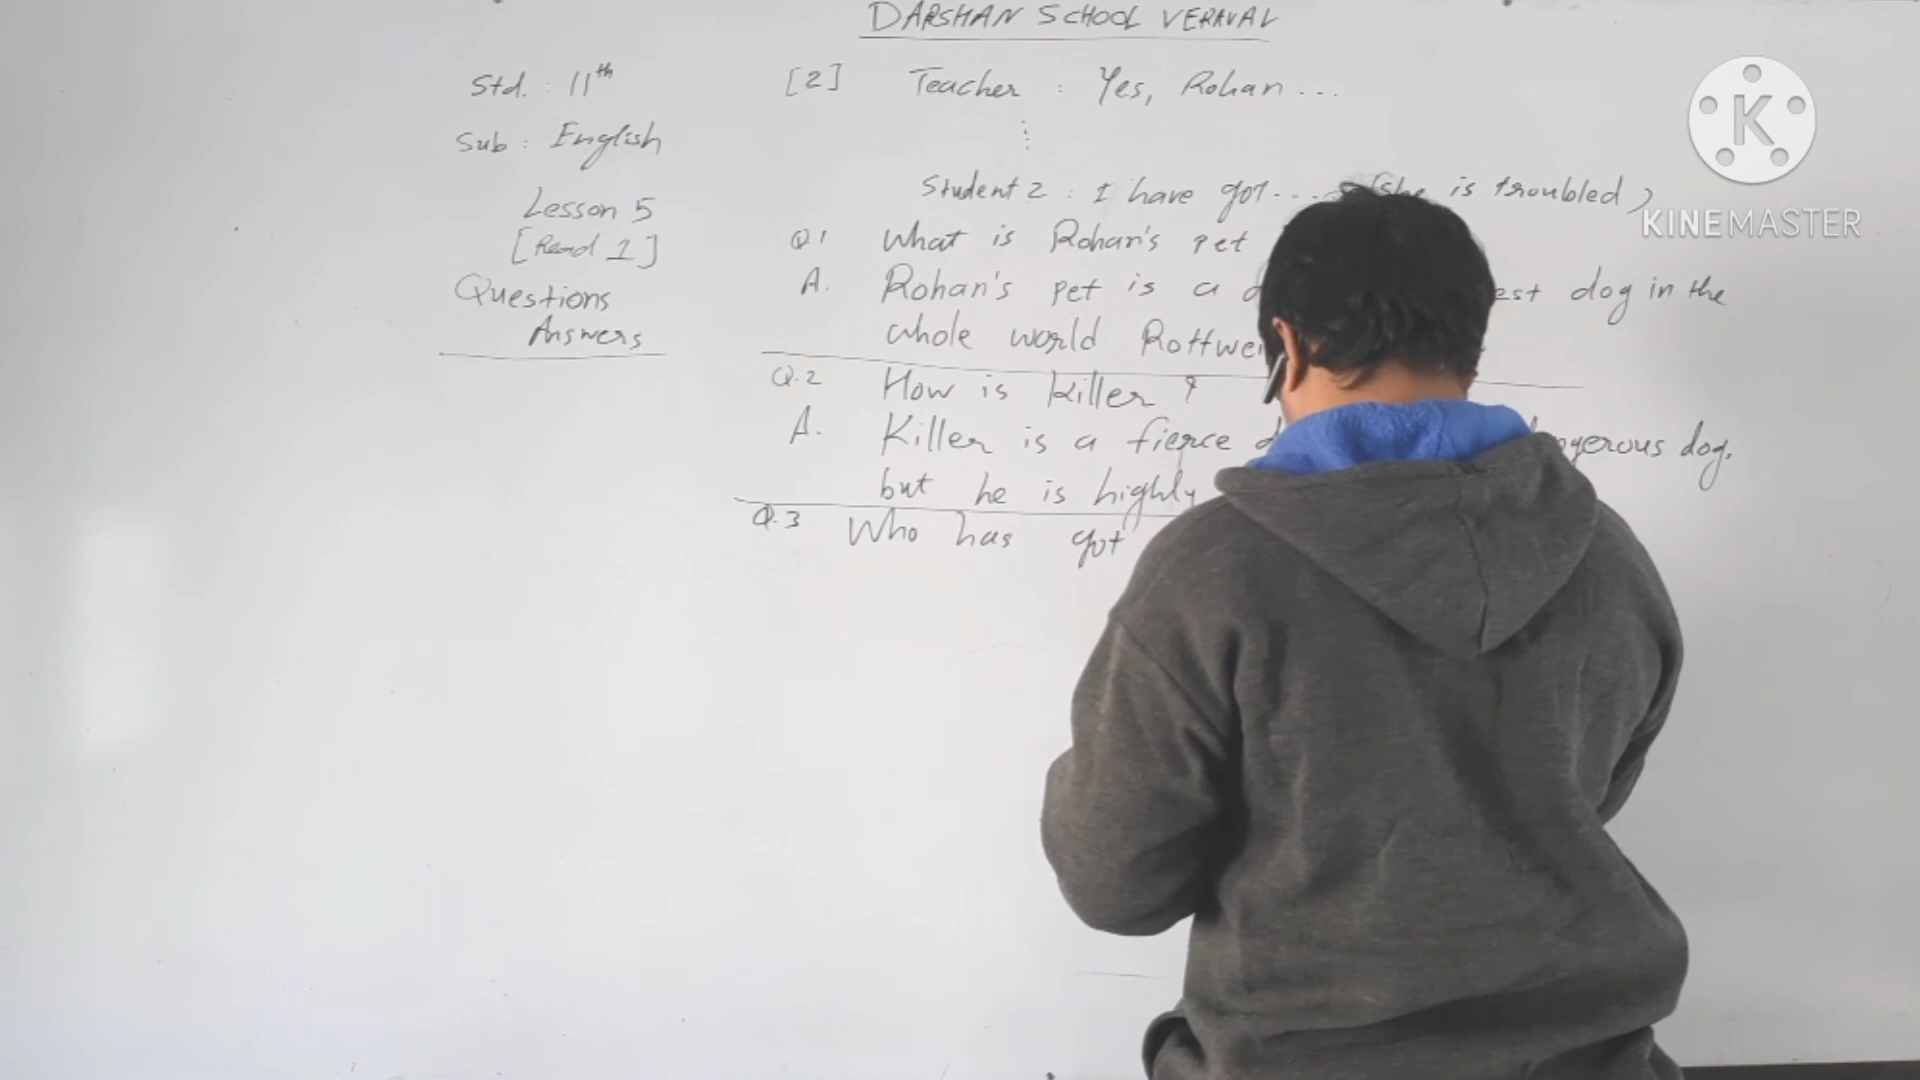 DARSHAN SCHOOL VERAVAL
Std. : 11th
Sub : English
Lesson 5
[Read 1]
Questions
Answers
[2] Teacher : Yes, Rohan ...
Student 2 : I have got... (She is troubled)
Q 1 What is Rohan's pet
A. Rohan's pet is a dog in the
whole world
Q.2 How is Killer ?
A. Killer is a fierce dog.
but he is highly
Q.3 Who has got
K
KINEMASTER